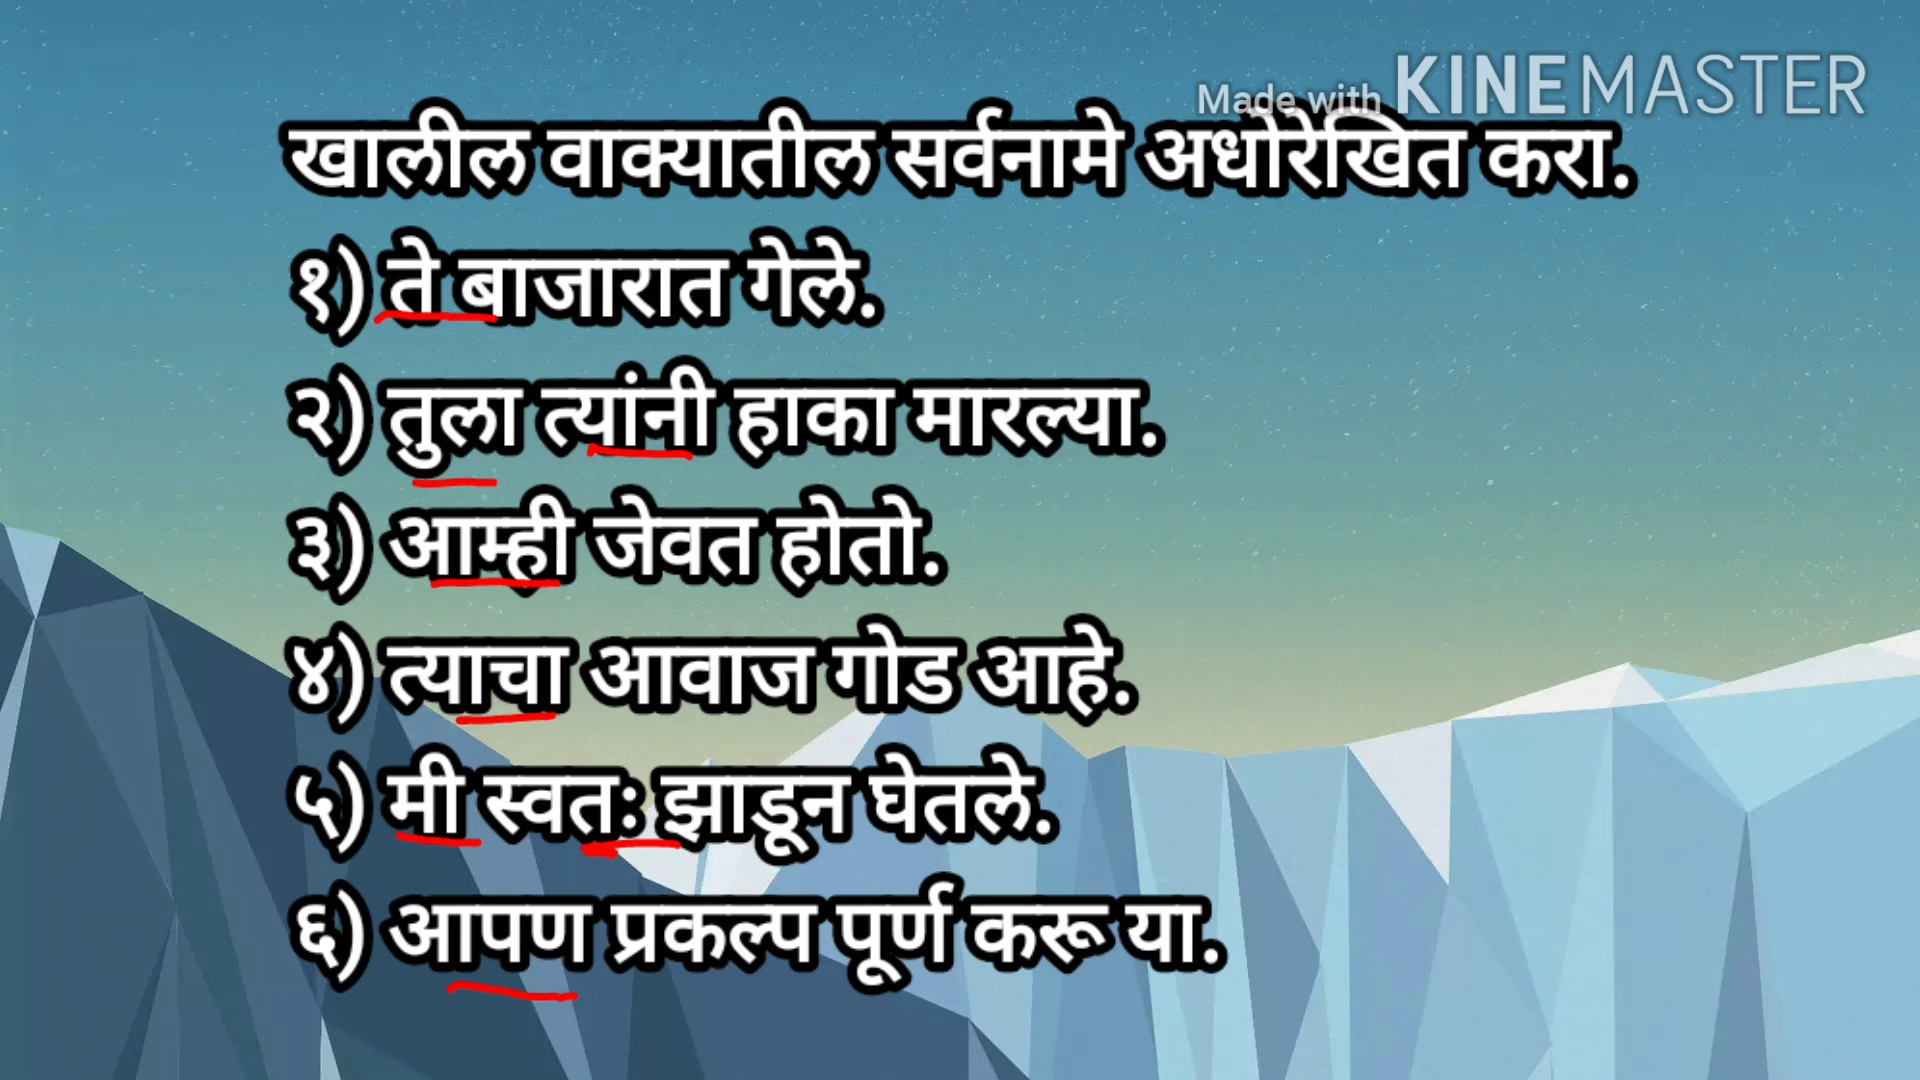 Made with KINEMASTER
खालील वाक्यातील सर्वनामे अधोरेखित करा.
१) ते बाजारात गेले.
२) तुला त्यांनी हाका मारल्या.
३) आम्ही जेवत होतो.
४) त्याचा आवाज गोड आहे.
५) मी स्वतः झाडून घेतले.
६) आपण प्रकल्प पूर्ण करू या.